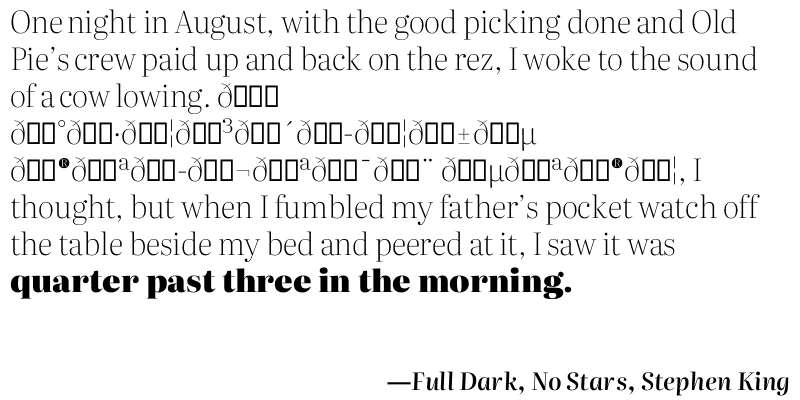 One night in August, with the good picking done and Old
Pie’s crew paid up and back on the rez, I woke to the sound
of a cow lowing.
, I
thought, but when I fumbled my father’s pocket watch off
the table beside my bed and peered at it, I saw it was
quarter past three in the morning.
—Full Dark, No Stars, Stephen King